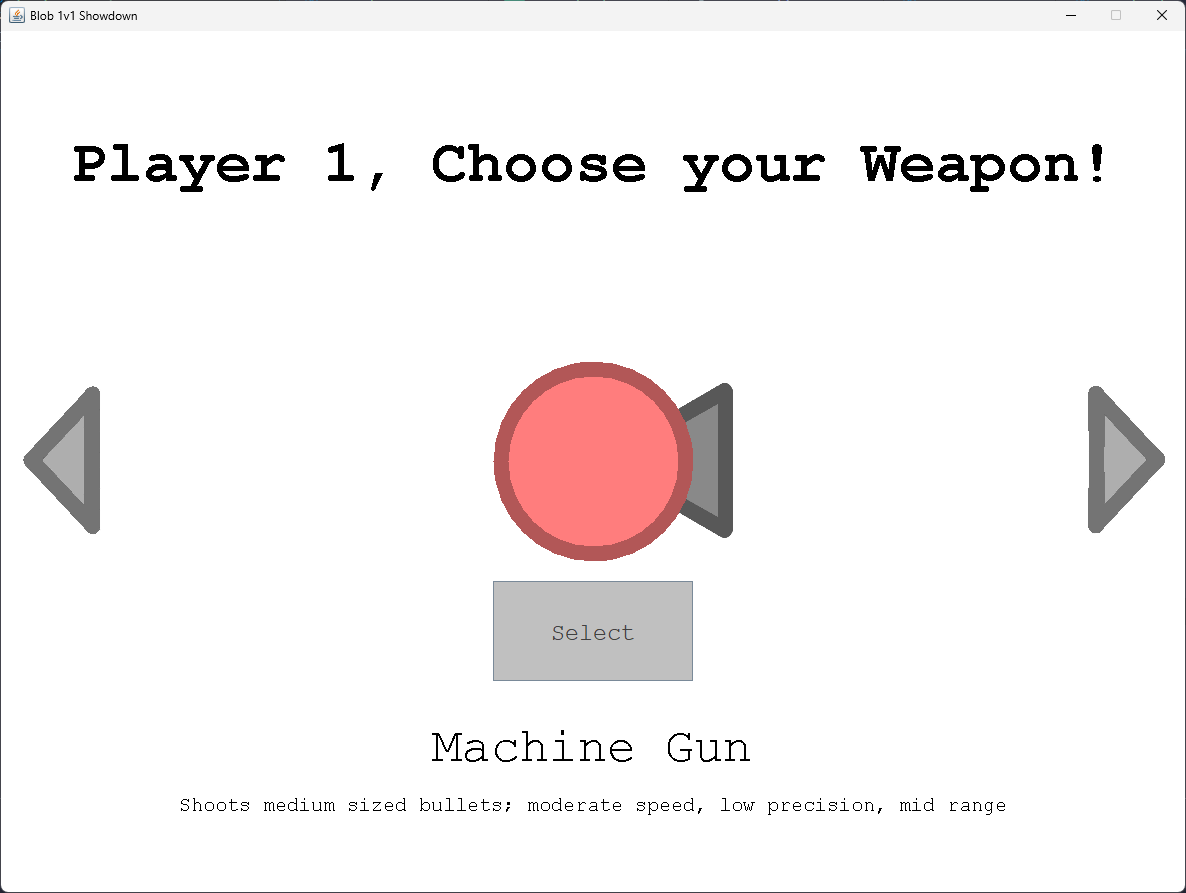 Blob 1v1 Showdown
Player 1, Choose your Weapon!
Select
Machine Gun
Shoots medium sized bullets; moderate speed, low precision, mid range